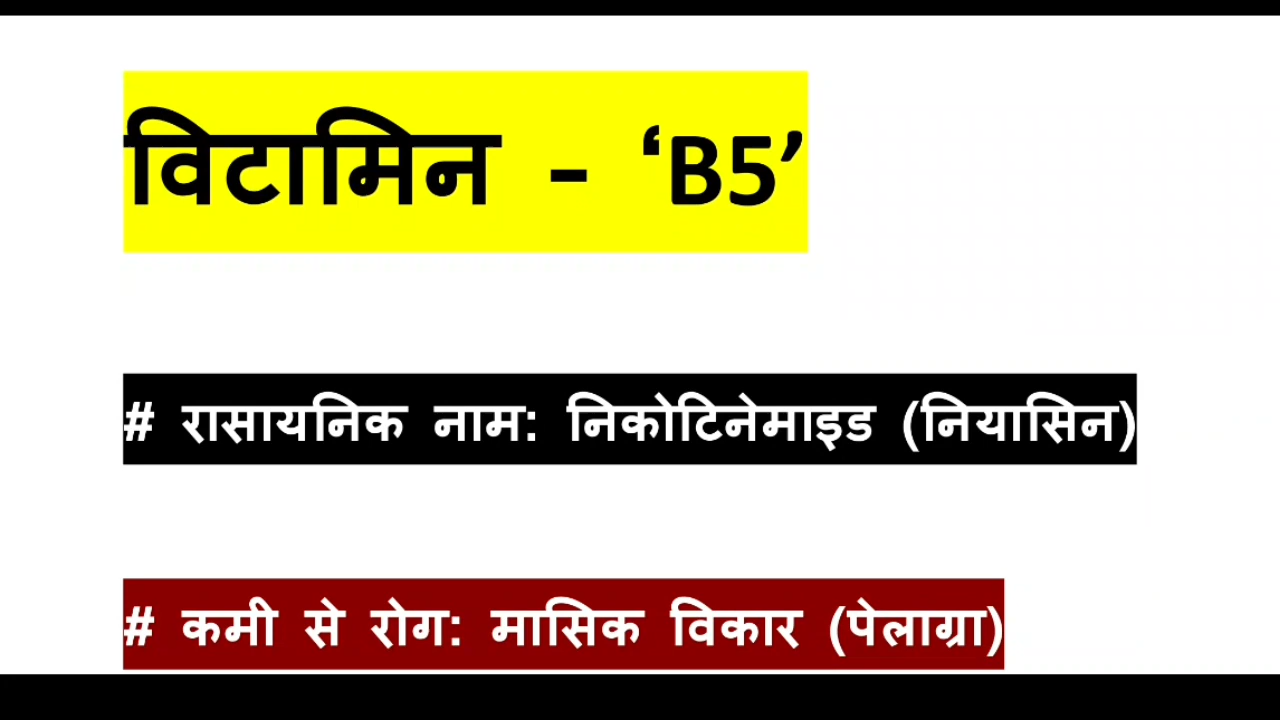 विटामिन - ‘B5’
# रासायनिक नाम: निकोटिनेमाइड (नियासिन)
# कमी से रोग: मासिक विकार (पेलाग्रा)